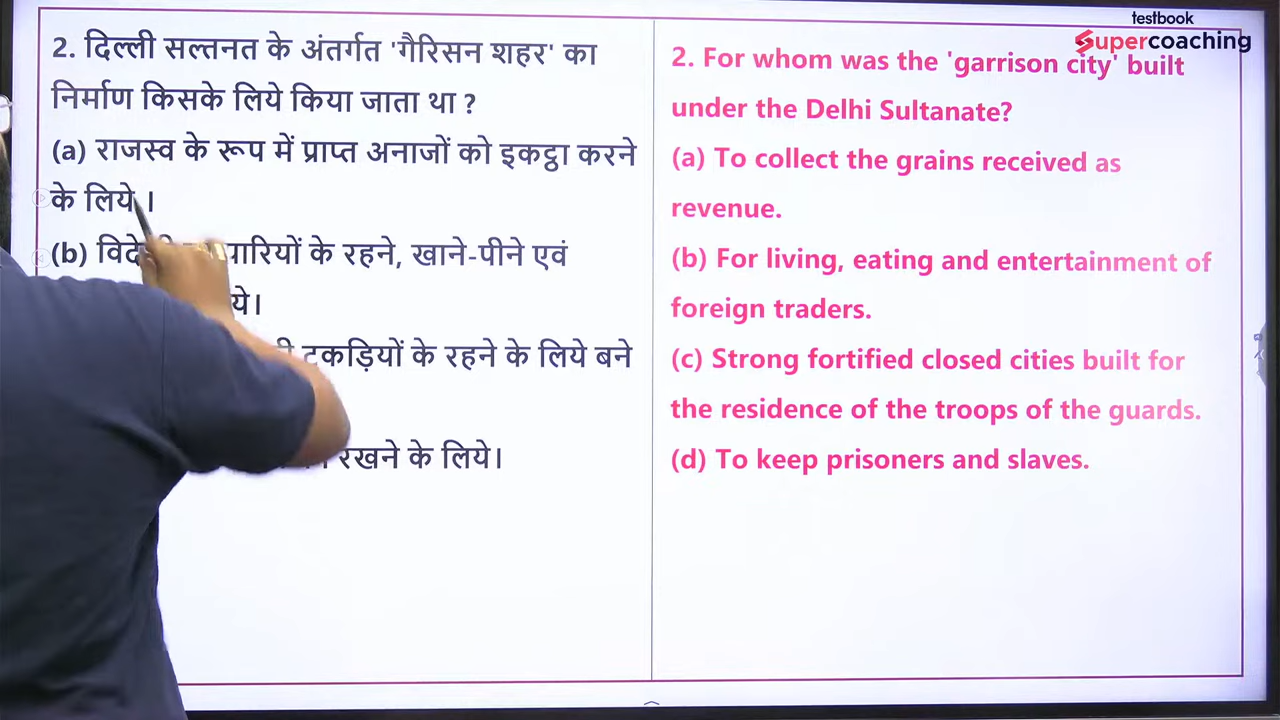 testbook
Supercoaching
2. दिल्ली सल्तनत के अंतर्गत 'गैरिसन शहर' का
निर्माण किसके लिये किया जाता था ?
(a) राजस्व के रूप में प्राप्त अनाजों को इकट्ठा करने
के लिये।
(b) के रहने, खाने-पीने एवं
टुकड़ियों के रहने के लिये बने
रखने के लिये।
2. For whom was the 'garrison city' built
under the Delhi Sultanate?
(a) To collect the grains received as
revenue.
(b) For living, eating and entertainment of
foreign traders.
(c) Strong fortified closed cities built for
the residence of the troops of the guards.
(d) To keep prisoners and slaves.